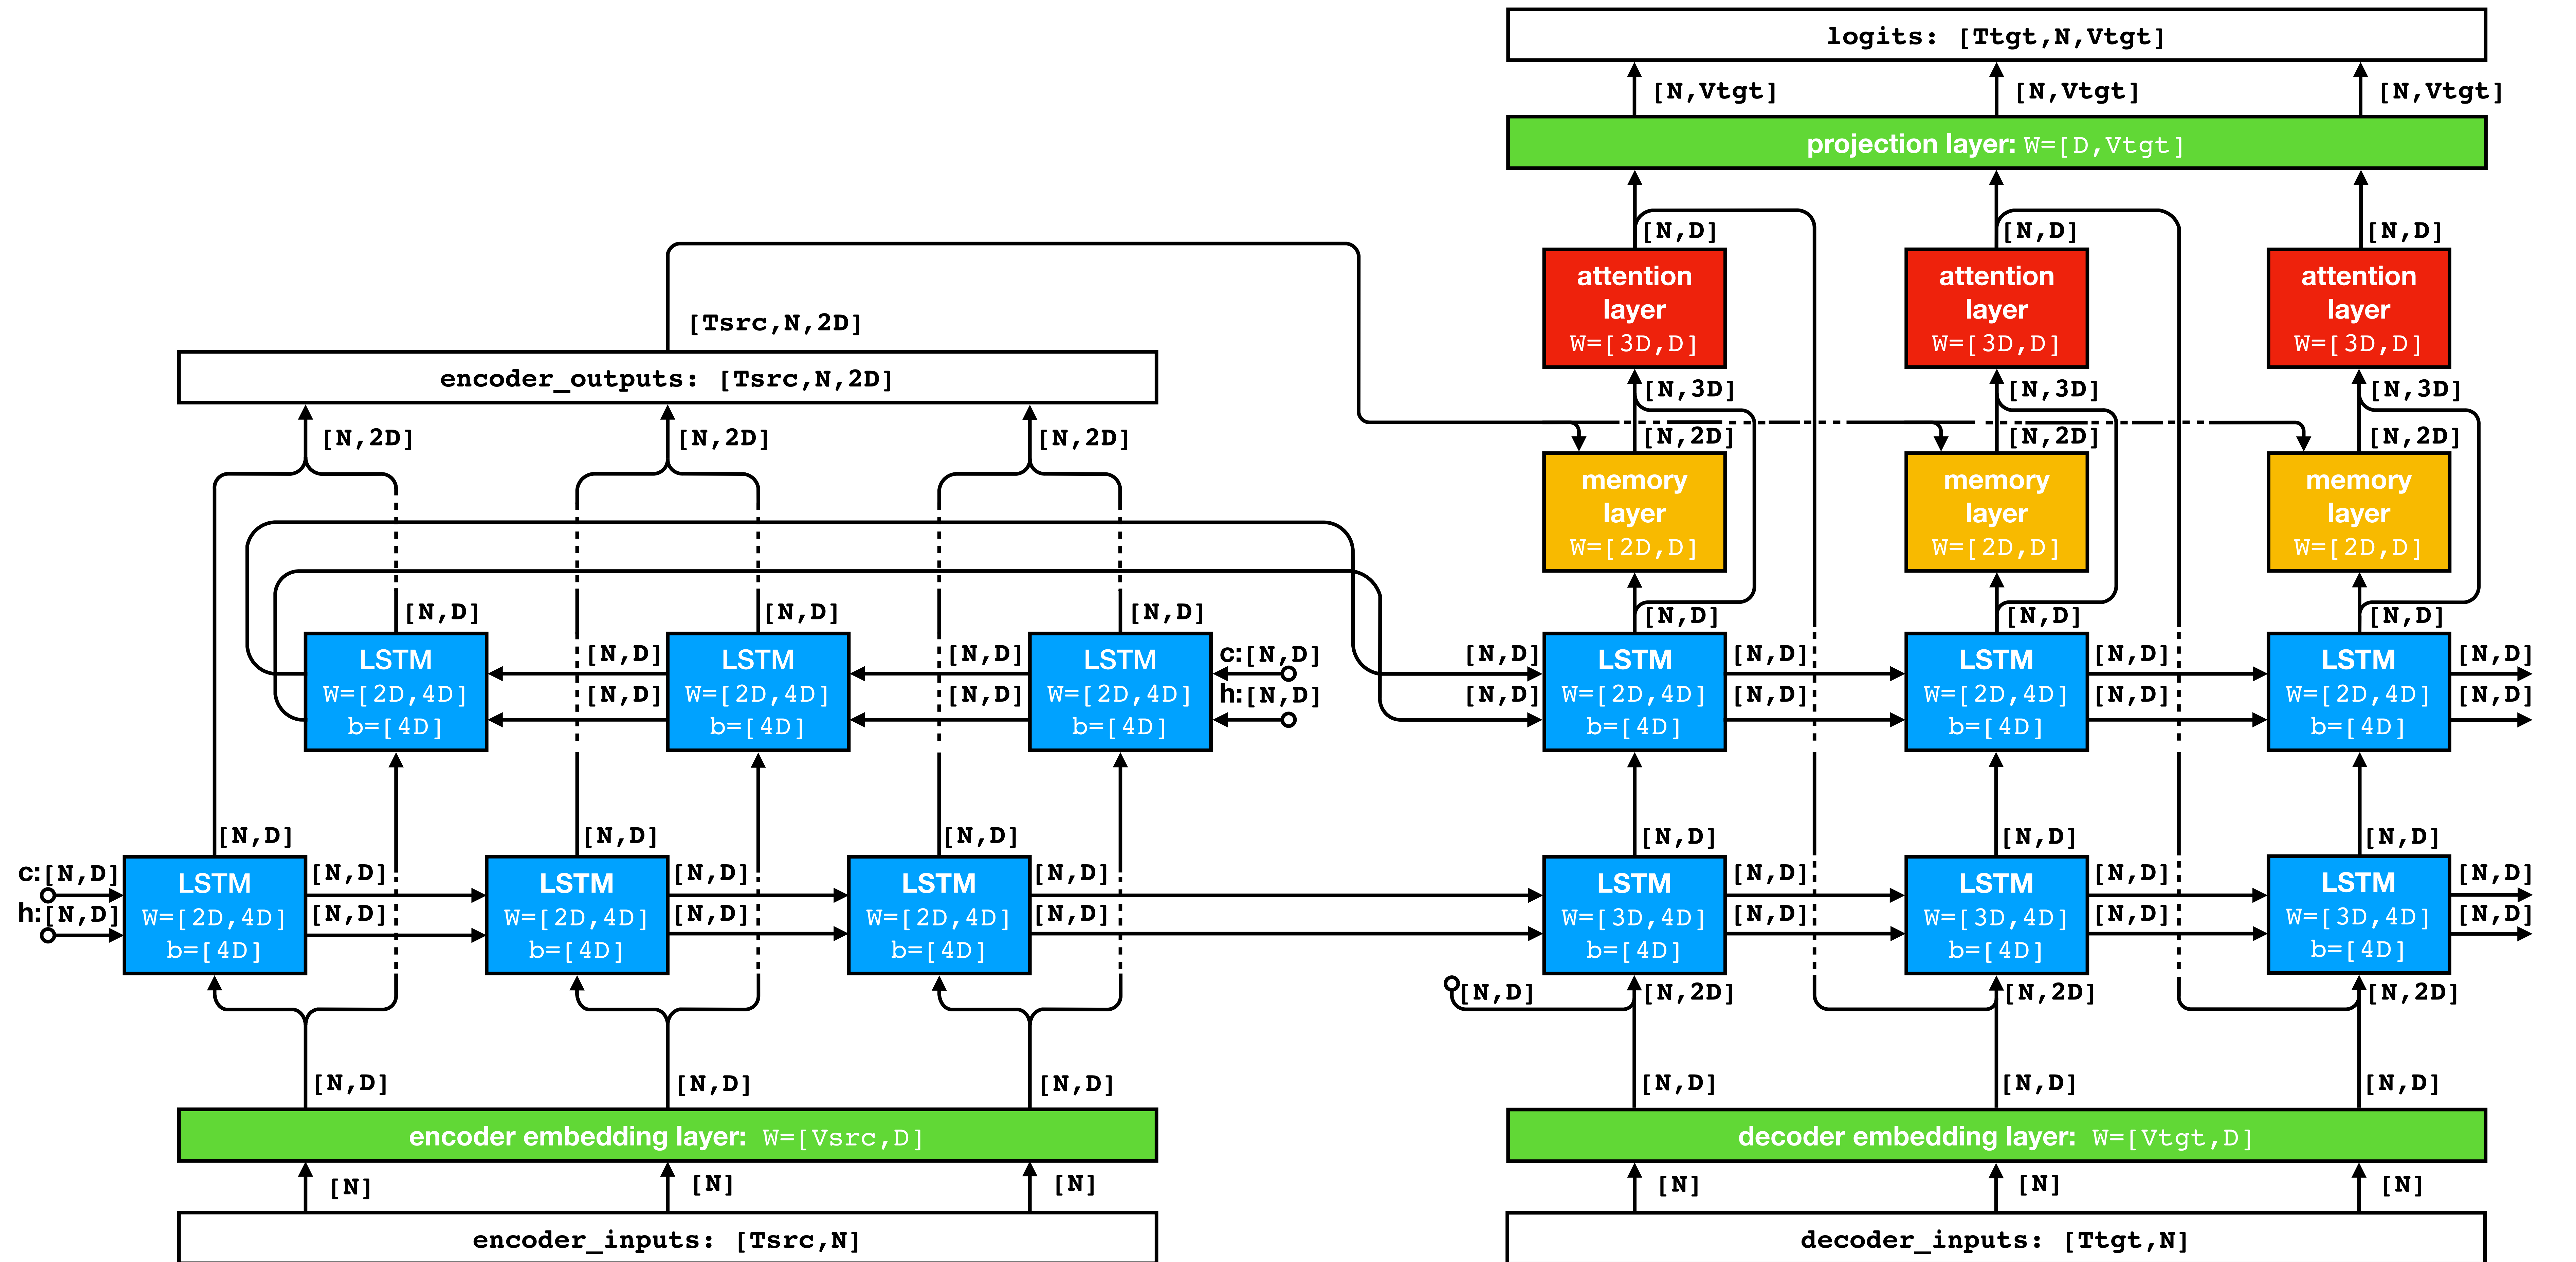 logits: [Ttgt,N,Vtgt]
[N,Vtgt] [N,Vtgt] [N,Vtgt]
projection layer: W=[D,Vtgt]
[N,D] [N,D] [N,D]
attention layer W=[3D,D]
attention layer W=[3D,D]
attention layer W=[3D,D]
[Tsrc,N,2D]
encoder_outputs: [Tsrc,N,2D]
[N,3D] [N,3D] [N,3D]
[N,2D] [N,2D] [N,2D]
[N,2D] [N,2D] [N,2D]
memory layer W=[2D,D]
memory layer W=[2D,D]
memory layer W=[2D,D]
[N,D] [N,D] [N,D]
[N,D] [N,D] [N,D]
LSTM W=[2D,4D] b=[4D]
[N,D]
[N,D]
LSTM W=[2D,4D] b=[4D]
[N,D]
[N,D]
LSTM W=[2D,4D] b=[4D]
c:[N,D]
h:[N,D]
[N,D]
[N,D]
LSTM W=[2D,4D] b=[4D]
[N,D]
[N,D]
LSTM W=[2D,4D] b=[4D]
[N,D]
[N,D]
LSTM W=[2D,4D] b=[4D]
[N,D]
[N,D]
[N,D] [N,D] [N,D]
[N,D] [N,D] [N,D]
c:[N,D]
h:[N,D]
LSTM W=[2D,4D] b=[4D]
[N,D]
[N,D]
LSTM W=[2D,4D] b=[4D]
[N,D]
[N,D]
LSTM W=[2D,4D] b=[4D]
[N,D]
[N,D]
LSTM W=[3D,4D] b=[4D]
[N,D]
[N,D]
LSTM W=[3D,4D] b=[4D]
[N,D]
[N,D]
LSTM W=[3D,4D] b=[4D]
[N,D]
[N,D]
[N,D] [N,2D] [N,2D] [N,2D]
[N,D] [N,D] [N,D]
[N,D] [N,D] [N,D]
encoder embedding layer: W=[Vsrc,D]
decoder embedding layer: W=[Vtgt,D]
[N] [N] [N]
[N] [N] [N]
encoder_inputs: [Tsrc,N]
decoder_inputs: [Ttgt,N]